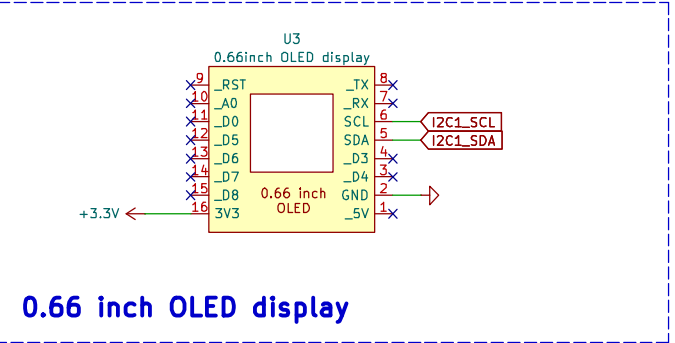 U3
0.66inch OLED display
9 _RST _TX 8
10 _A0 _RX 7
11 _D0 SCL 6 I2C1_SCL
12 _D5 SDA 5 I2C1_SDA
13 _D6 _D3 4
14 _D7 _D4 3
15 _D8 0.66 inch GND 2
+3.3V 16 3V3 OLED _5V 1
0.66 inch OLED display